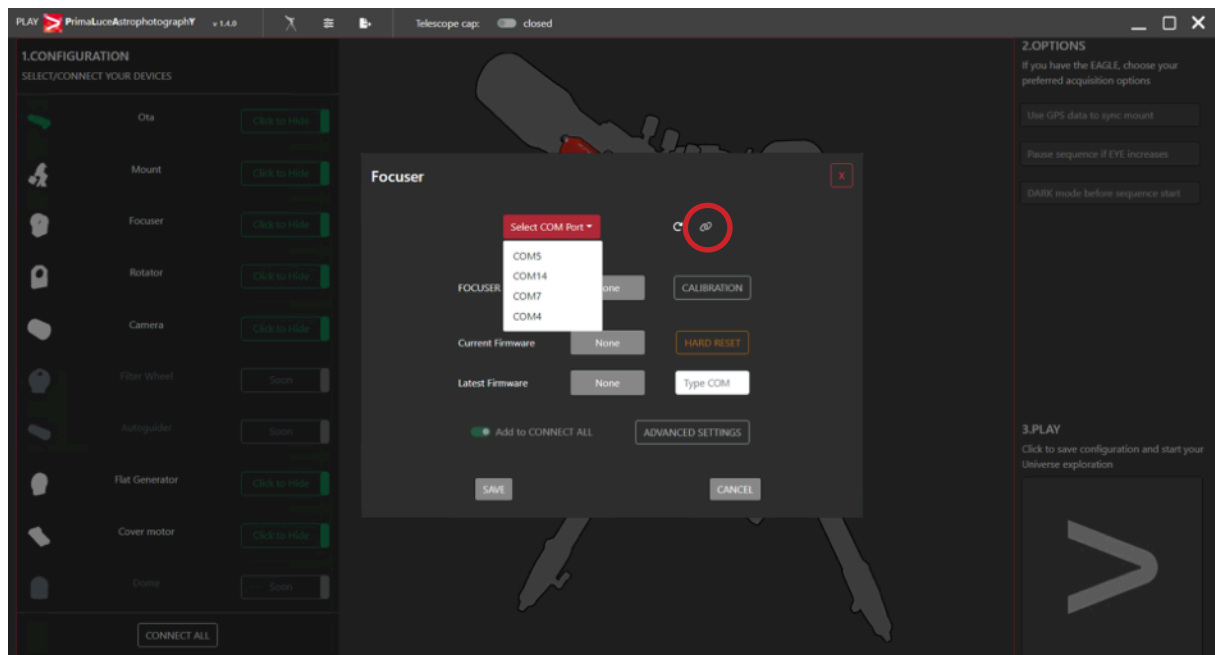 PLAY PrimaLuceAstrophotographY v 1.4.0 Telescope cap: closed
1.CONFIGURATION
SELECT/CONNECT YOUR DEVICES
Ota Click to Hide
Mount Click to Hide
Focuser Click to Hide
Rotator Click to Hide
Camera Click to Hide
Filter Wheel Soon
Autoguider Soon
Flat Generator Click to Hide
Cover motor Click to Hide
Dome Soon
CONNECT ALL
Focuser X
Select COM Port
COM5
COM14
COM7
COM4
FOCUSER one CALIBRATION
Current Firmware None HARD RESET
Latest Firmware None Type COM
Add to CONNECT ALL ADVANCED SETTINGS
SAVE CANCEL
2.OPTIONS
If you have the EAGLE, choose your
preferred acquisition options
Use GPS data to sync mount
Pause sequence if EYE increases
DARK mode before sequence start
3.PLAY
Click to save configuration and start your
Universe exploration